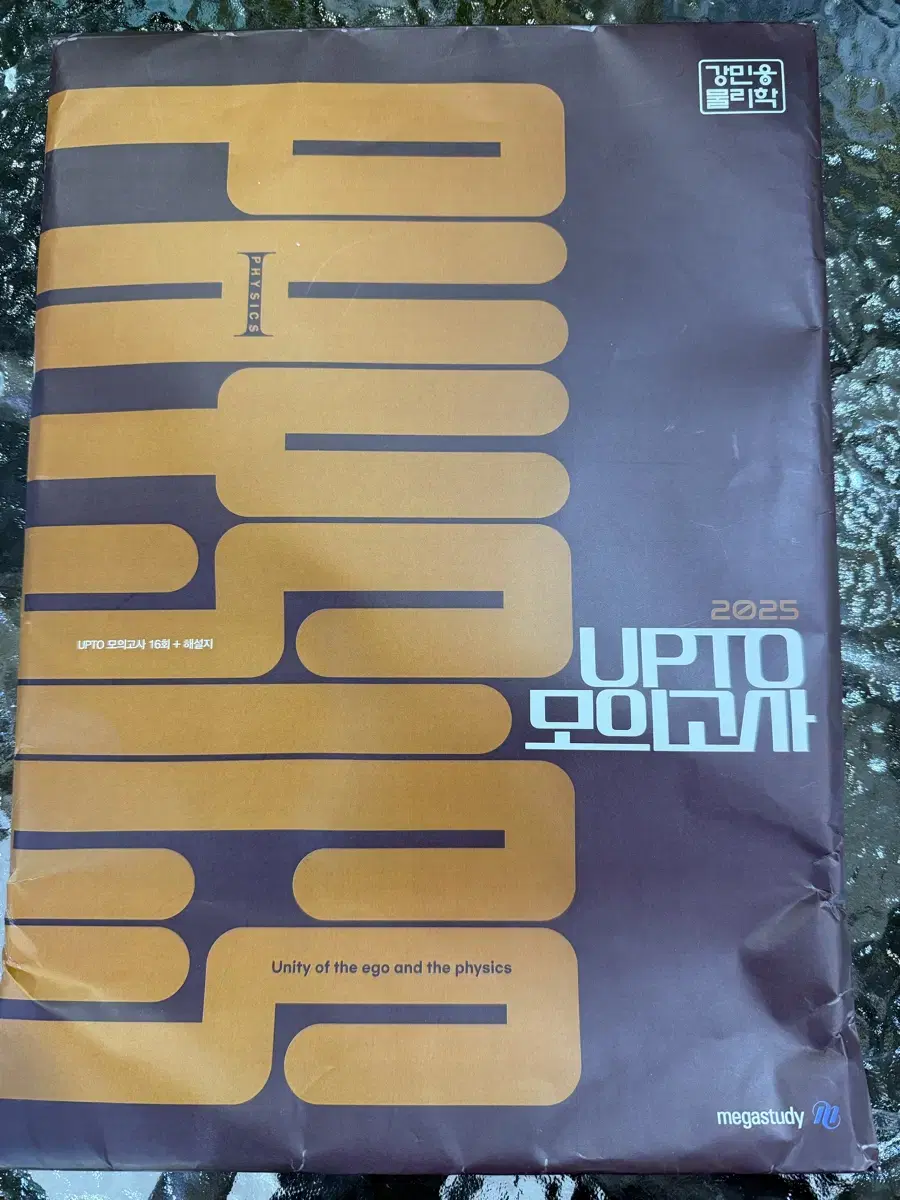 강민웅
물리학
PHYSICS
I
UPTO 모의고사 16회 + 해설지
2025
UPTO
모의고사
Unity of the ego and the physics
megastudy
PHYSICS